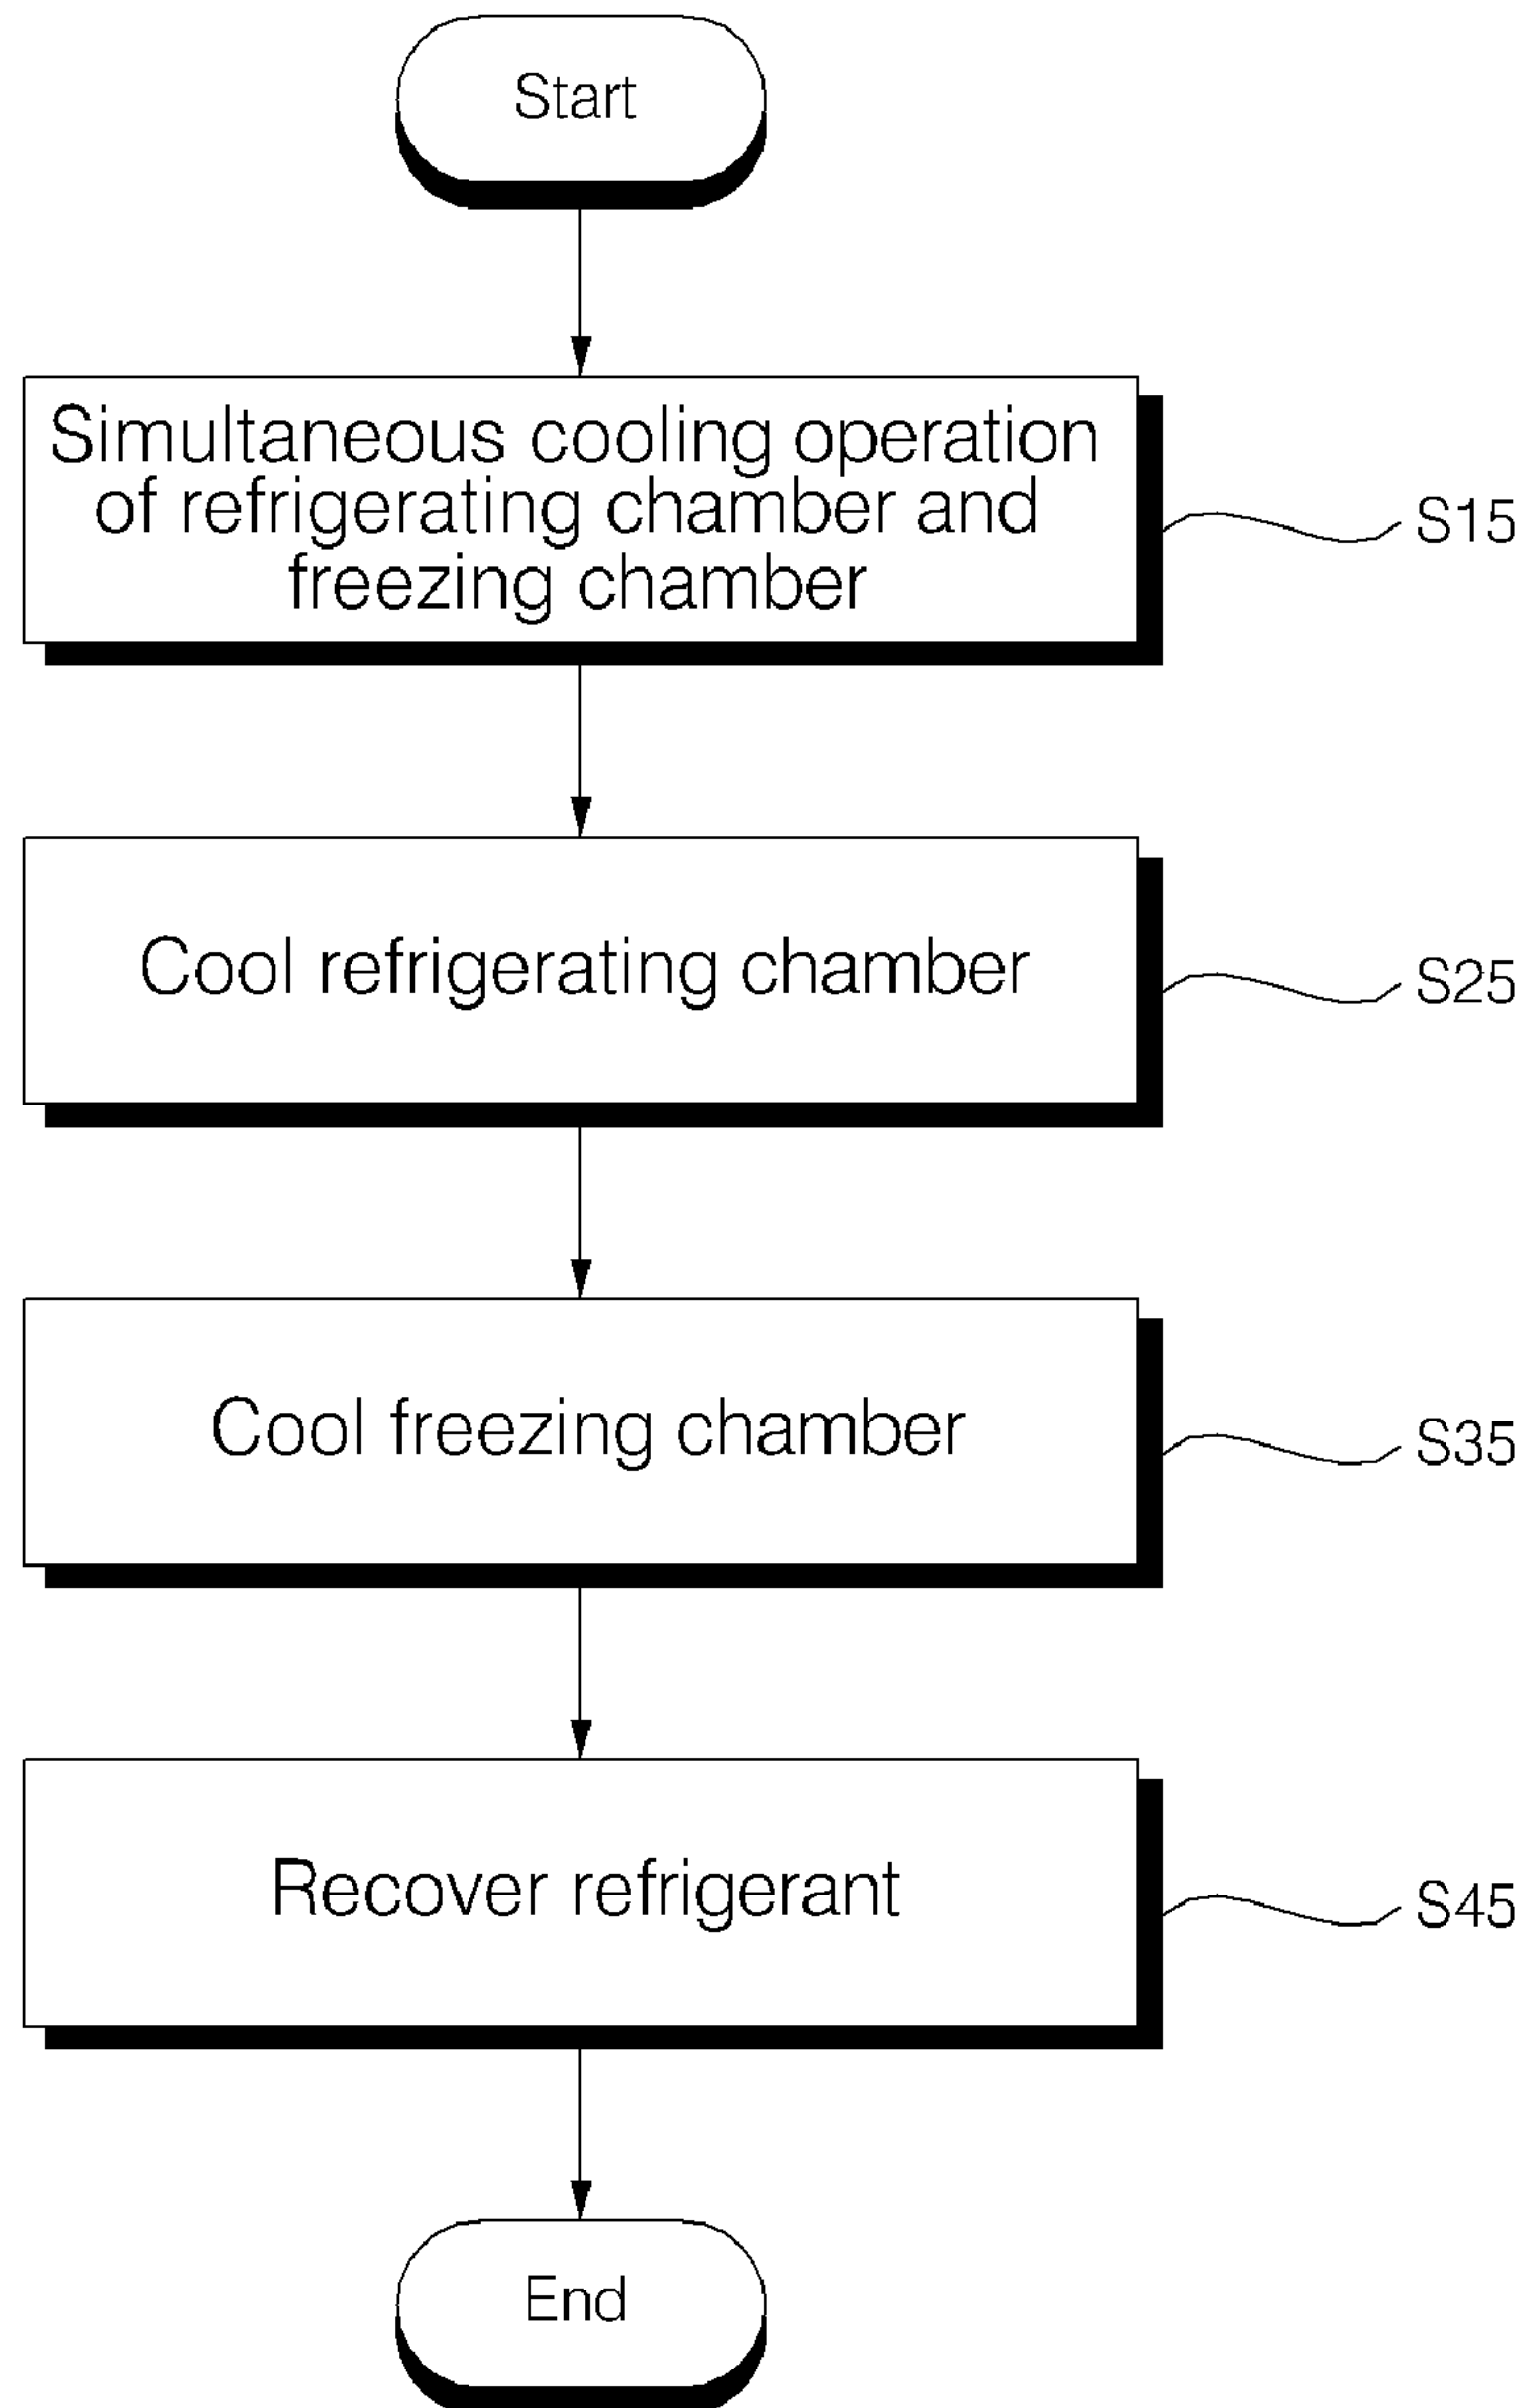 Start
Simultaneous cooling operation
of refrigerating chamber and
freezing chamber
S15
Cool refrigerating chamber
S25
Cool freezing chamber
S35
Recover refrigerant
S45
End